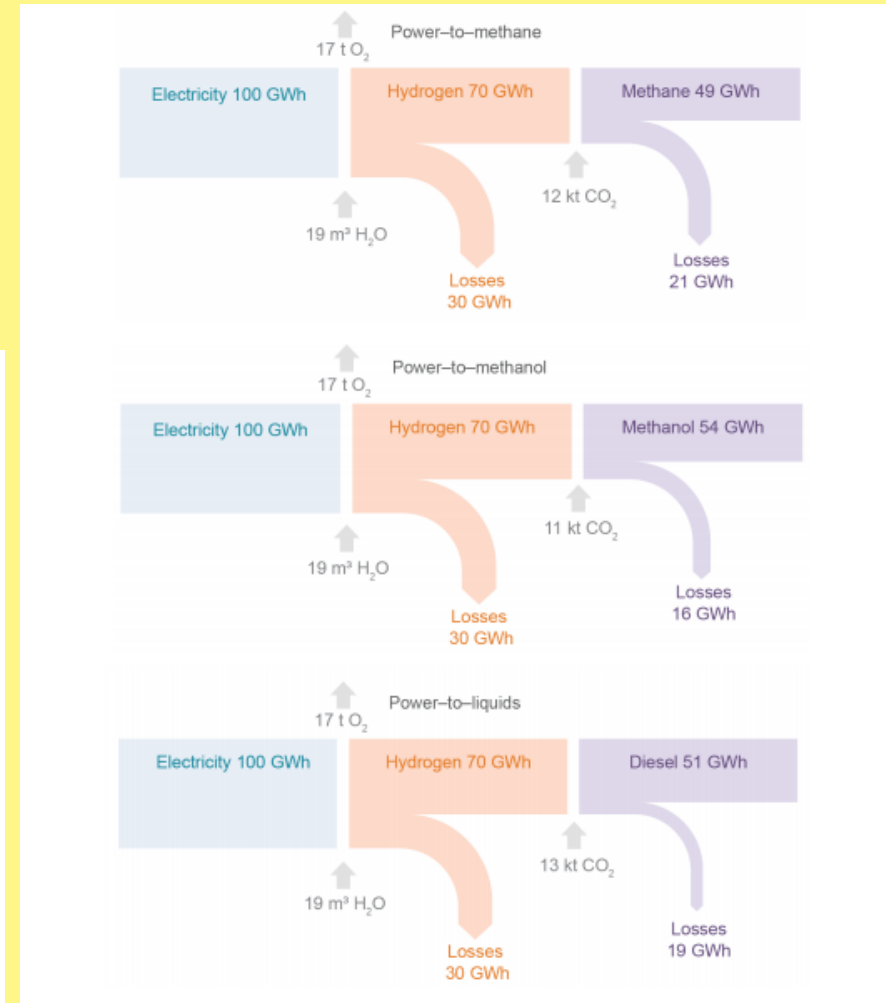 Power–to–methane
17 t O₂
Electricity 100 GWh
Hydrogen 70 GWh
Methane 49 GWh
19 m³ H₂O
12 kt CO₂
Losses
30 GWh
Losses
21 GWh
Power–to–methanol
17 t O₂
Electricity 100 GWh
Hydrogen 70 GWh
Methanol 54 GWh
19 m³ H₂O
11 kt CO₂
Losses
30 GWh
Losses
16 GWh
Power–to–liquids
17 t O₂
Electricity 100 GWh
Hydrogen 70 GWh
Diesel 51 GWh
19 m³ H₂O
13 kt CO₂
Losses
30 GWh
Losses
19 GWh